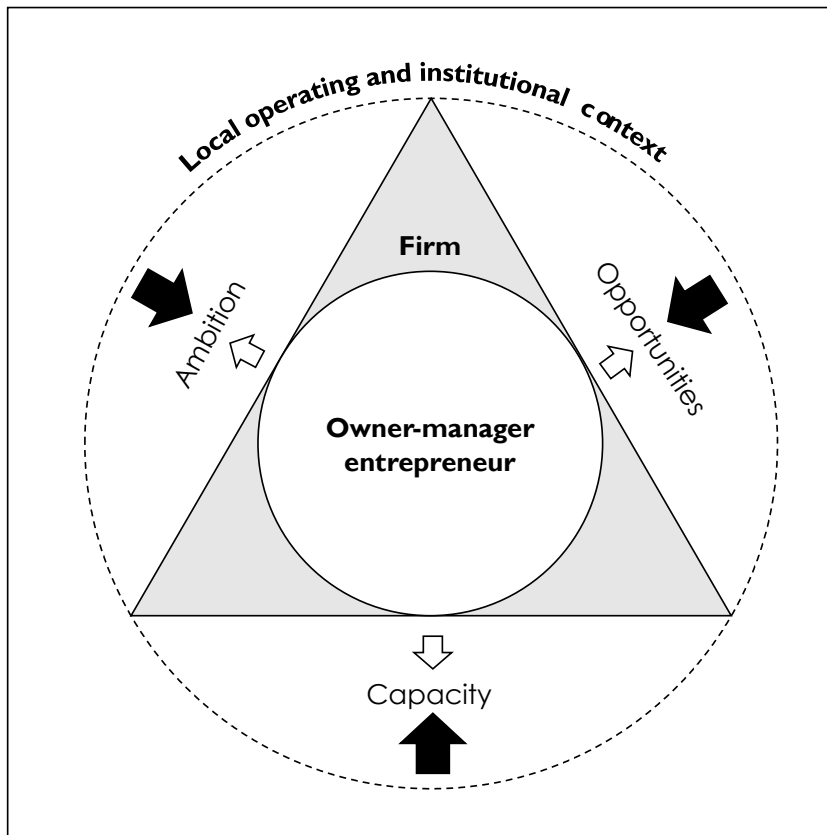 Local operating and institutional context
Firm
Ambition
Opportunities
Owner-manager
entrepreneur
Capacity